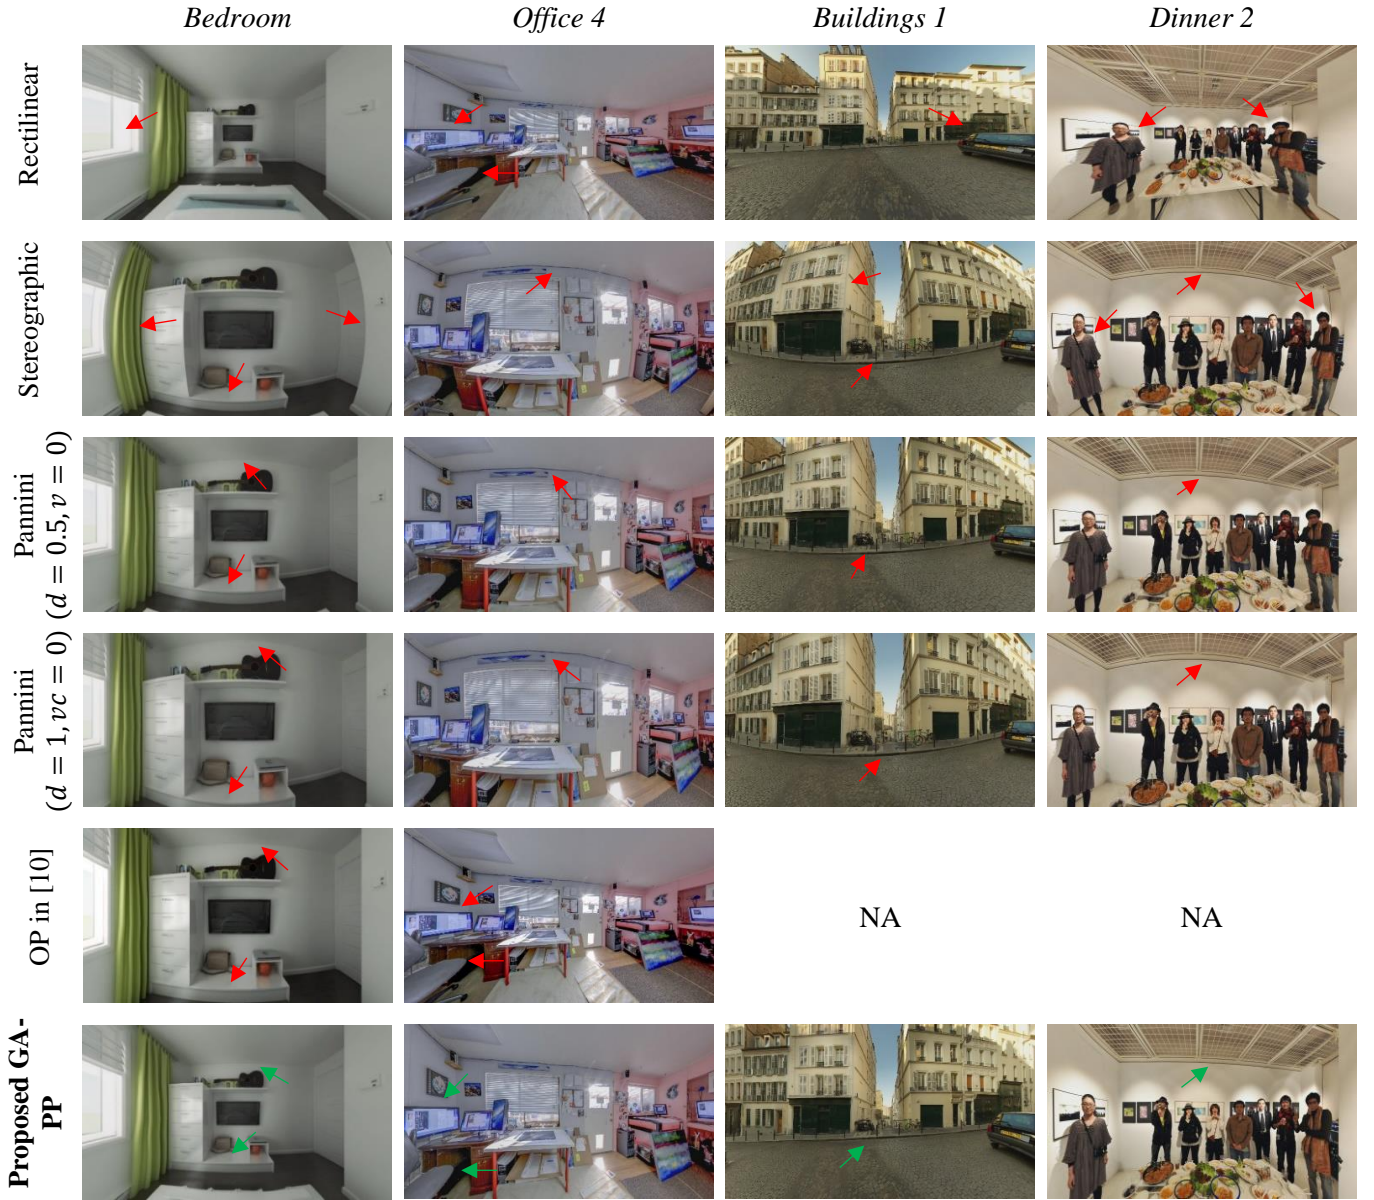 Bedroom
Office 4
Buildings 1
Dinner 2
Rectilinear
Stereographic
Pannini
(d = 0.5, v = 0)
Pannini
(d = 1, vc = 0)
OP in [10]
NA
NA
Proposed GA-
PP